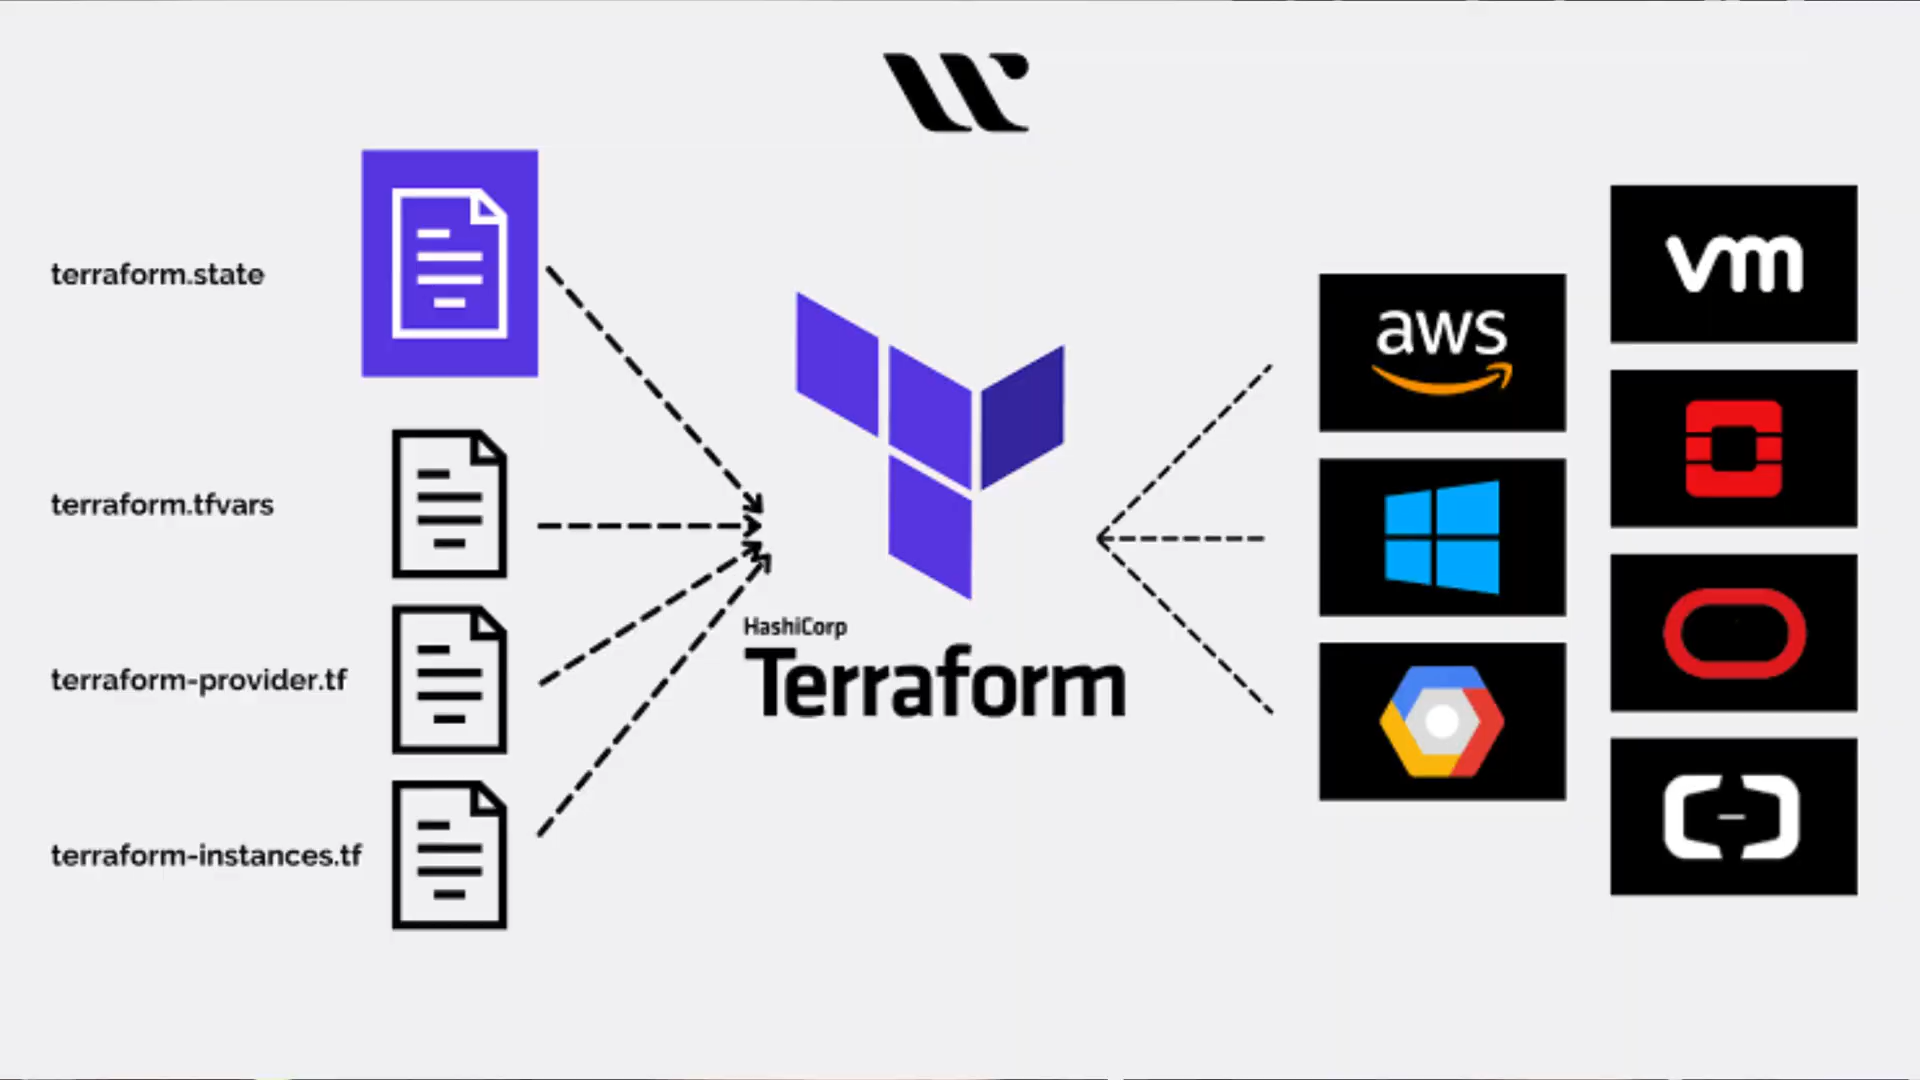 terraform.state
terraform.tfvars
terraform-provider.tf
terraform-instances.tf
HashiCorp
Terraform
aws
vm